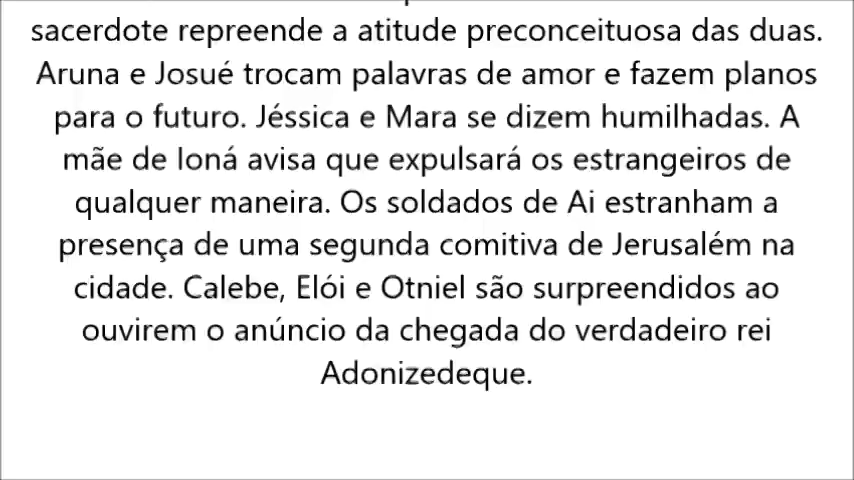 sacerdote repreende a atitude preconceituosa das duas.
Aruna e Josué trocam palavras de amor e fazem planos
para o futuro. Jéssica e Mara se dizem humilhadas. A
mãe de Ioná avisa que expulsará os estrangeiros de
qualquer maneira. Os soldados de Ai estranham a
presença de uma segunda comitiva de Jerusalém na
cidade. Calebe, Elói e Otniel são surpreendidos ao
ouvirem o anúncio da chegada do verdadeiro rei
Adonizedeque.